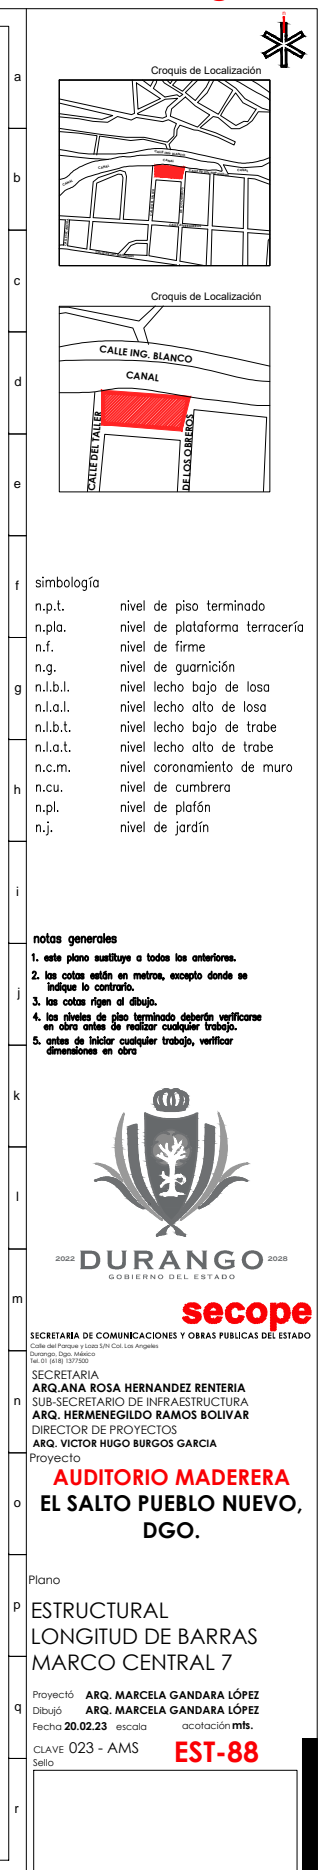 Croquis de Localización
a
b
CANAL
c
Croquis de Localización
CALLE ING. BLANCO
CANAL
d
CALLE DEL TALLER
DE LOS OBREROS
e
f
simbología
n.p.t. nivel de piso terminado
n.pla. nivel de plataforma terracería
n.f. nivel de firme
n.g. nivel de guarnición
g
n.l.b.l. nivel lecho bajo de losa
n.l.a.l. nivel lecho alto de losa
n.l.b.t. nivel lecho bajo de trabe
n.l.a.t. nivel lecho alto de trabe
n.c.m. nivel coronamiento de muro
h
n.cu. nivel de cumbrera
n.pl. nivel de plafón
n.j. nivel de jardín
i
notas generales
1. este plano sustituye a todos los anteriores.
2. las cotas están en metros, excepto donde se
indique lo contrario.
j
3. las cotas rigen al dibujo.
4. los niveles de piso terminado deberán verificarse
en obra antes de realizar cualquier trabajo.
5. antes de iniciar cualquier trabajo, verificar
dimensiones en obra
k
l
2022 DURANGO 2028
GOBIERNO DEL ESTADO
m
secope
SECRETARIA DE COMUNICACIONES Y OBRAS PUBLICAS DEL ESTADO
Calle del Parque y Loza S/N Col. Los Angeles
Durango, Dgo. México
Tel. 01 (618) 1377500
SECRETARIA
ARQ.ANA ROSA HERNANDEZ RENTERIA
n
SUB-SECRETARIO DE INFRAESTRUCTURA
ARQ. HERMENEGILDO RAMOS BOLIVAR
DIRECTOR DE PROYECTOS
ARQ. VICTOR HUGO BURGOS GARCIA
Proyecto
AUDITORIO MADERERA
o
EL SALTO PUEBLO NUEVO,
DGO.
Plano
p
ESTRUCTURAL
LONGITUD DE BARRAS
MARCO CENTRAL 7
Proyectó ARQ. MARCELA GANDARA LÓPEZ
q
Dibujó ARQ. MARCELA GANDARA LÓPEZ
Fecha 20.02.23 escala acotación mts.
CLAVE 023 - AMS EST-88
Sello
r